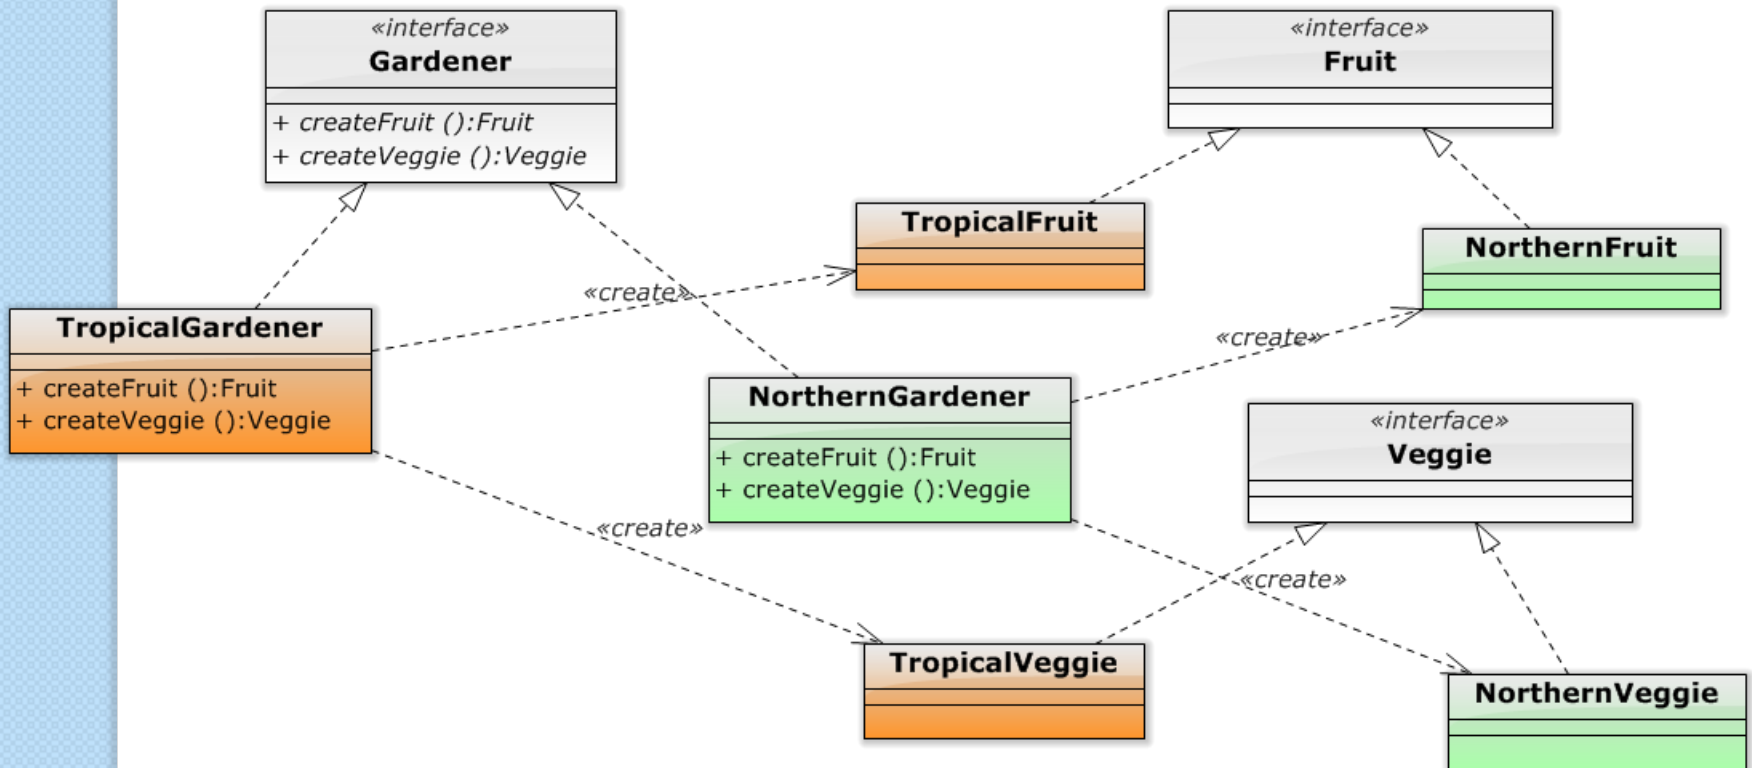 «interface»
Gardener
+ createFruit ():Fruit
+ createVeggie ():Veggie
«interface»
Fruit
TropicalFruit
NorthernFruit
«create»
TropicalGardener
+ createFruit ():Fruit
+ createVeggie ():Veggie
«create»
NorthernGardener
+ createFruit ():Fruit
+ createVeggie ():Veggie
«interface»
Veggie
«create»
«create»
TropicalVeggie
NorthernVeggie